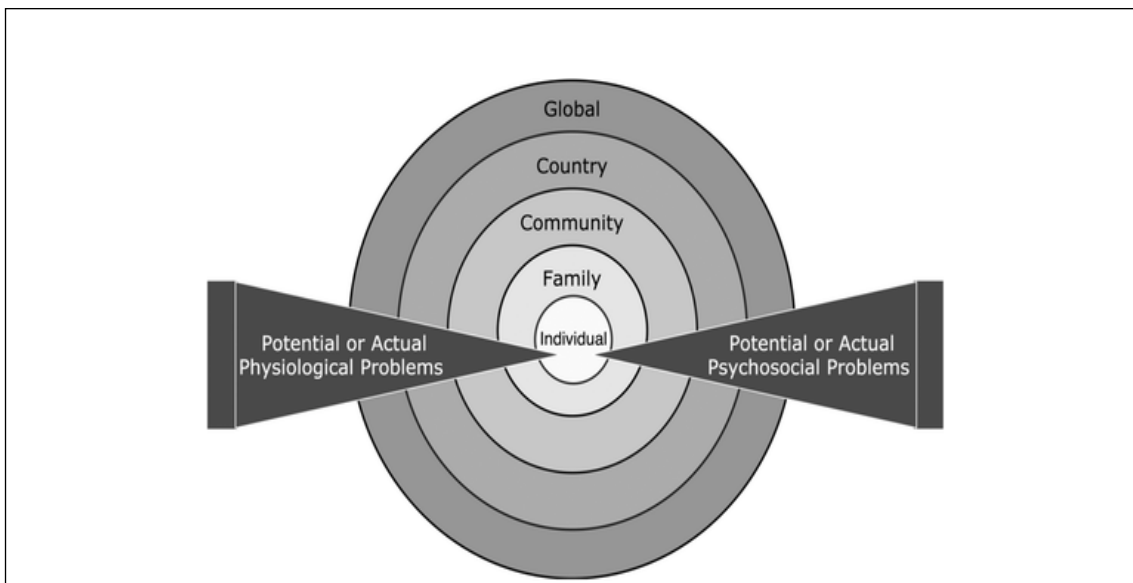 Global
Country
Community
Family
Individual
Potential or Actual
Physiological Problems
Potential or Actual
Psychosocial Problems